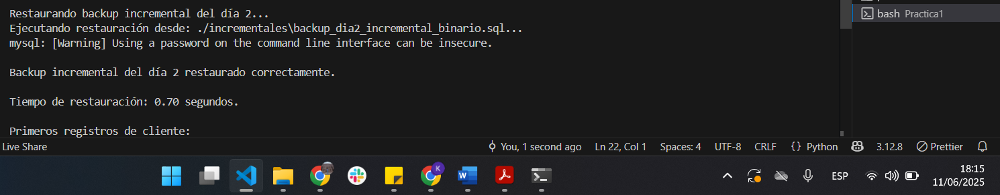 Restaurando backup incremental del día 2...
Ejecutando restauración desde: ./incrementales\backup_dia2_incremental_binario.sql...
mysql: [Warning] Using a password on the command line interface can be insecure.
Backup incremental del día 2 restaurado correctamente.
Tiempo de restauración: 0.70 segundos.
Primeros registros de cliente:
bash Practica1
Live Share You, 1 second ago Ln 22, Col 1 Spaces: 4 UTF-8 CRLF {} Python 3.12.8 Prettier
K W ESP 18:15
11/06/2025